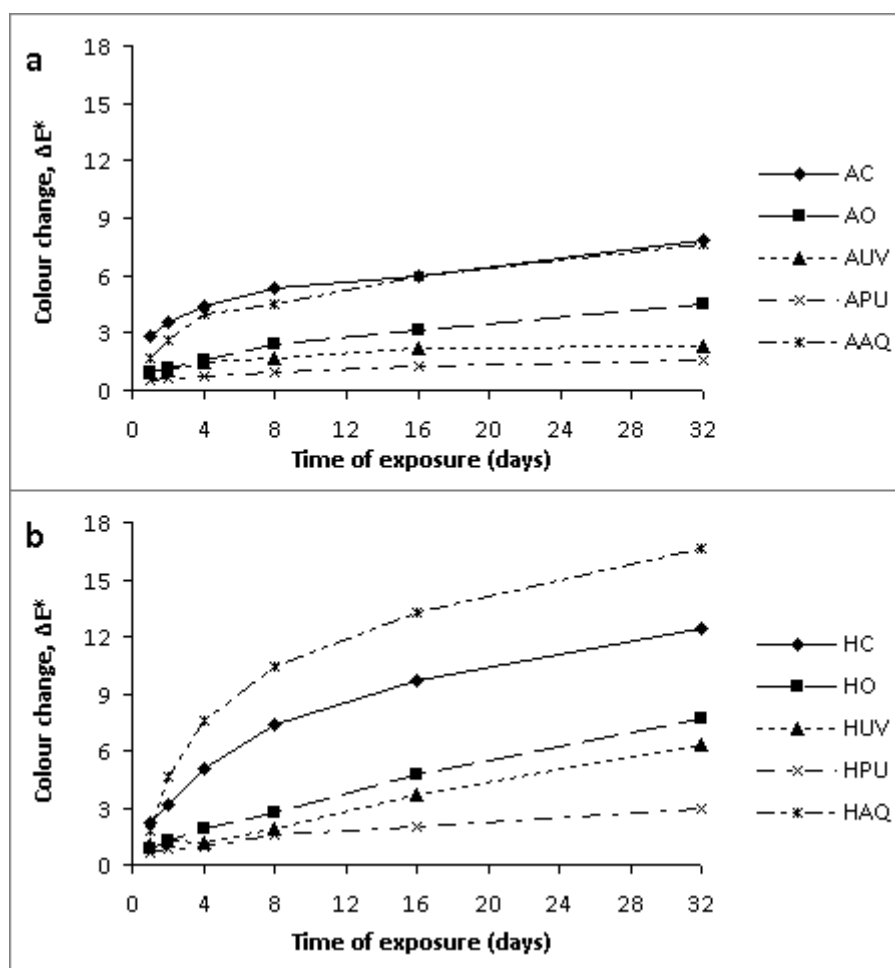 a
Colour change, ΔE*
18
15
12
9
6
3
0
0 4 8 12 16 20 24 28 32
Time of exposure (days)
AC
AO
AUV
APU
AAQ
b
Colour change, ΔE*
18
15
12
9
6
3
0
0 4 8 12 16 20 24 28 32
Time of exposure (days)
HC
HO
HUV
HPU
HAQ